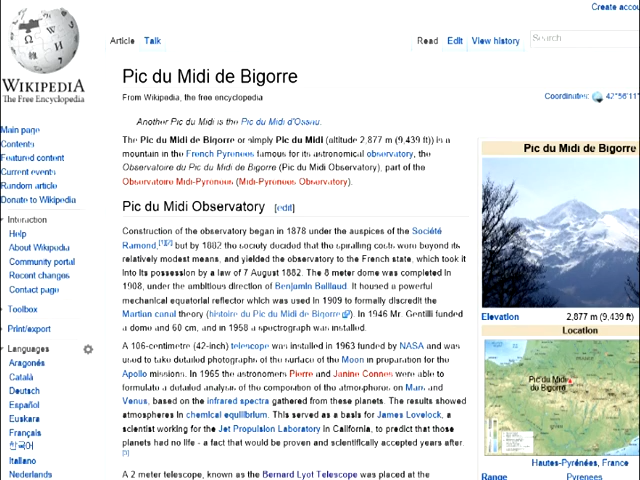 Create accou
Article Talk Read Edit View history Search
WIKIPEDIA
The Free Encyclopedia
Pic du Midi de Bigorre
From Wikipedia, the free encyclopedia
Coordinates: 42°56′11″
Another Pic du Midi is the Pic du Midi d'Ossau.
The Pic du Midi de Bigorre or simply Pic du Midi (altitude 2,877 m (9,439 ft)) is a
mountain in the French Pyrenees famous for its astronomical observatory, the
Observatoire du Pic du Midi de Bigorre (Pic du Midi Observatory), part of the
Observatoire Midi-Pyrénées (Midi-Pyrenees Observatory).
Pic du Midi Observatory [edit]
Construction of the observatory began in 1878 under the auspices of the Société
Ramond,[1][2] but by 1882 the society decided that the spiralling costs were beyond its
relatively modest means, and yielded the observatory to the French state, which took it
into its possession by a law of 7 August 1882. The 8 meter dome was completed in
1908, under the ambitious direction of Benjamin Baillaud. It housed a powerful
mechanical equatorial reflector which was used in 1909 to formally discredit the
Martian canal theory (histoire du Pic du Midi de Bigorre). In 1946 Mr. Gentilli funded
a dome and 60 cm, and in 1958 a spectrograph was installed.
A 106-centimetre (42-inch) telescope was installed in 1963 funded by NASA and was
used to take detailed photographs of the surface of the Moon in preparation for the
Apollo missions. In 1965 the astronomers Pierre and Janine Connes were able to
formulate a detailed analysis of the composition of the atmospheres on Mars and
Venus, based on the infrared spectra gathered from these planets. The results showed
atmospheres in chemical equilibrium. This served as a basis for James Lovelock, a
scientist working for the Jet Propulsion Laboratory in California, to predict that those
planets had no life - a fact that would be proven and scientifically accepted years after.
[3]
A 2 meter telescope, known as the Bernard Lyot Telescope was placed at the
Main page
Contents
Featured content
Current events
Random article
Donate to Wikipedia
Interaction
Help
About Wikipedia
Community portal
Recent changes
Contact page
Toolbox
Print/export
Languages
Aragonés
Català
Deutsch
Español
Euskara
Français
한국어
Italiano
Nederlands
Pic du Midi de Bigorre
Elevation 2,877 m (9,439 ft)
Location
Pic du Midi
de Bigorre
Hautes-Pyrénées, France
Range Pyrenees